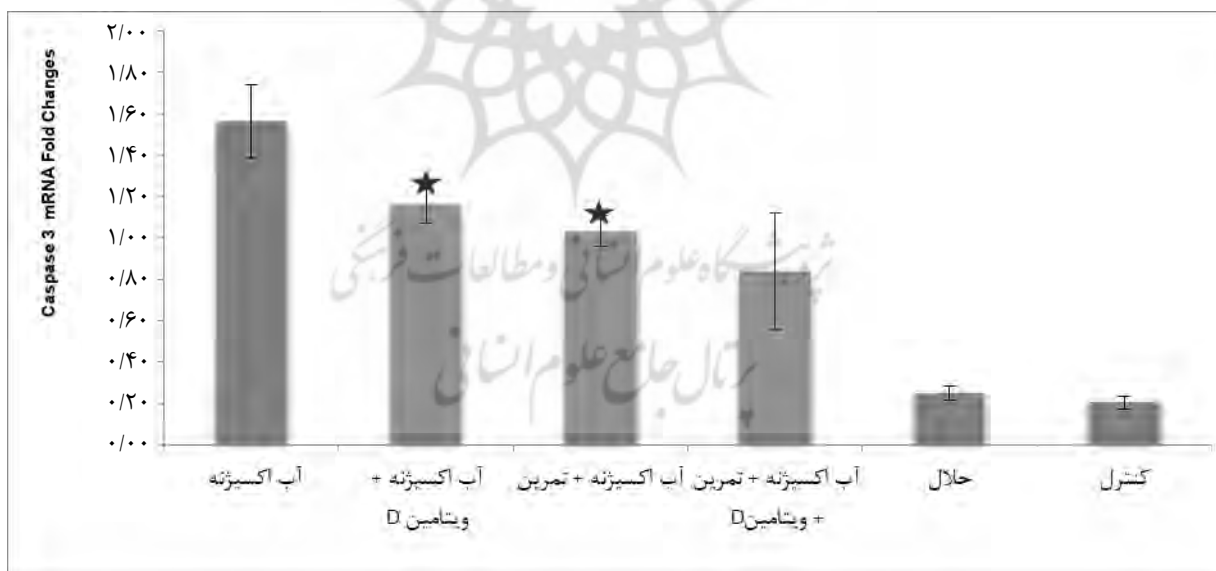 Caspase 3 mRNA Fold Changes
۲/۰۰
۱/۸۰
۱/۶۰
۱/۴۰
۱/۲۰
۱/۰۰
۰/۸۰
۰/۶۰
۰/۴۰
۰/۲۰
۰/۰۰
پژوهشگاه علوم انسانی و مطالعات فرهنگی
پرتال جامع علوم انسانی
آب اکسیژنه
آب اکسیژنه +
ویتامین D
آب اکسیژنه + تمرین
آب اکسیژنه + تمرین
+ ویتامینD
حلال
کنترل